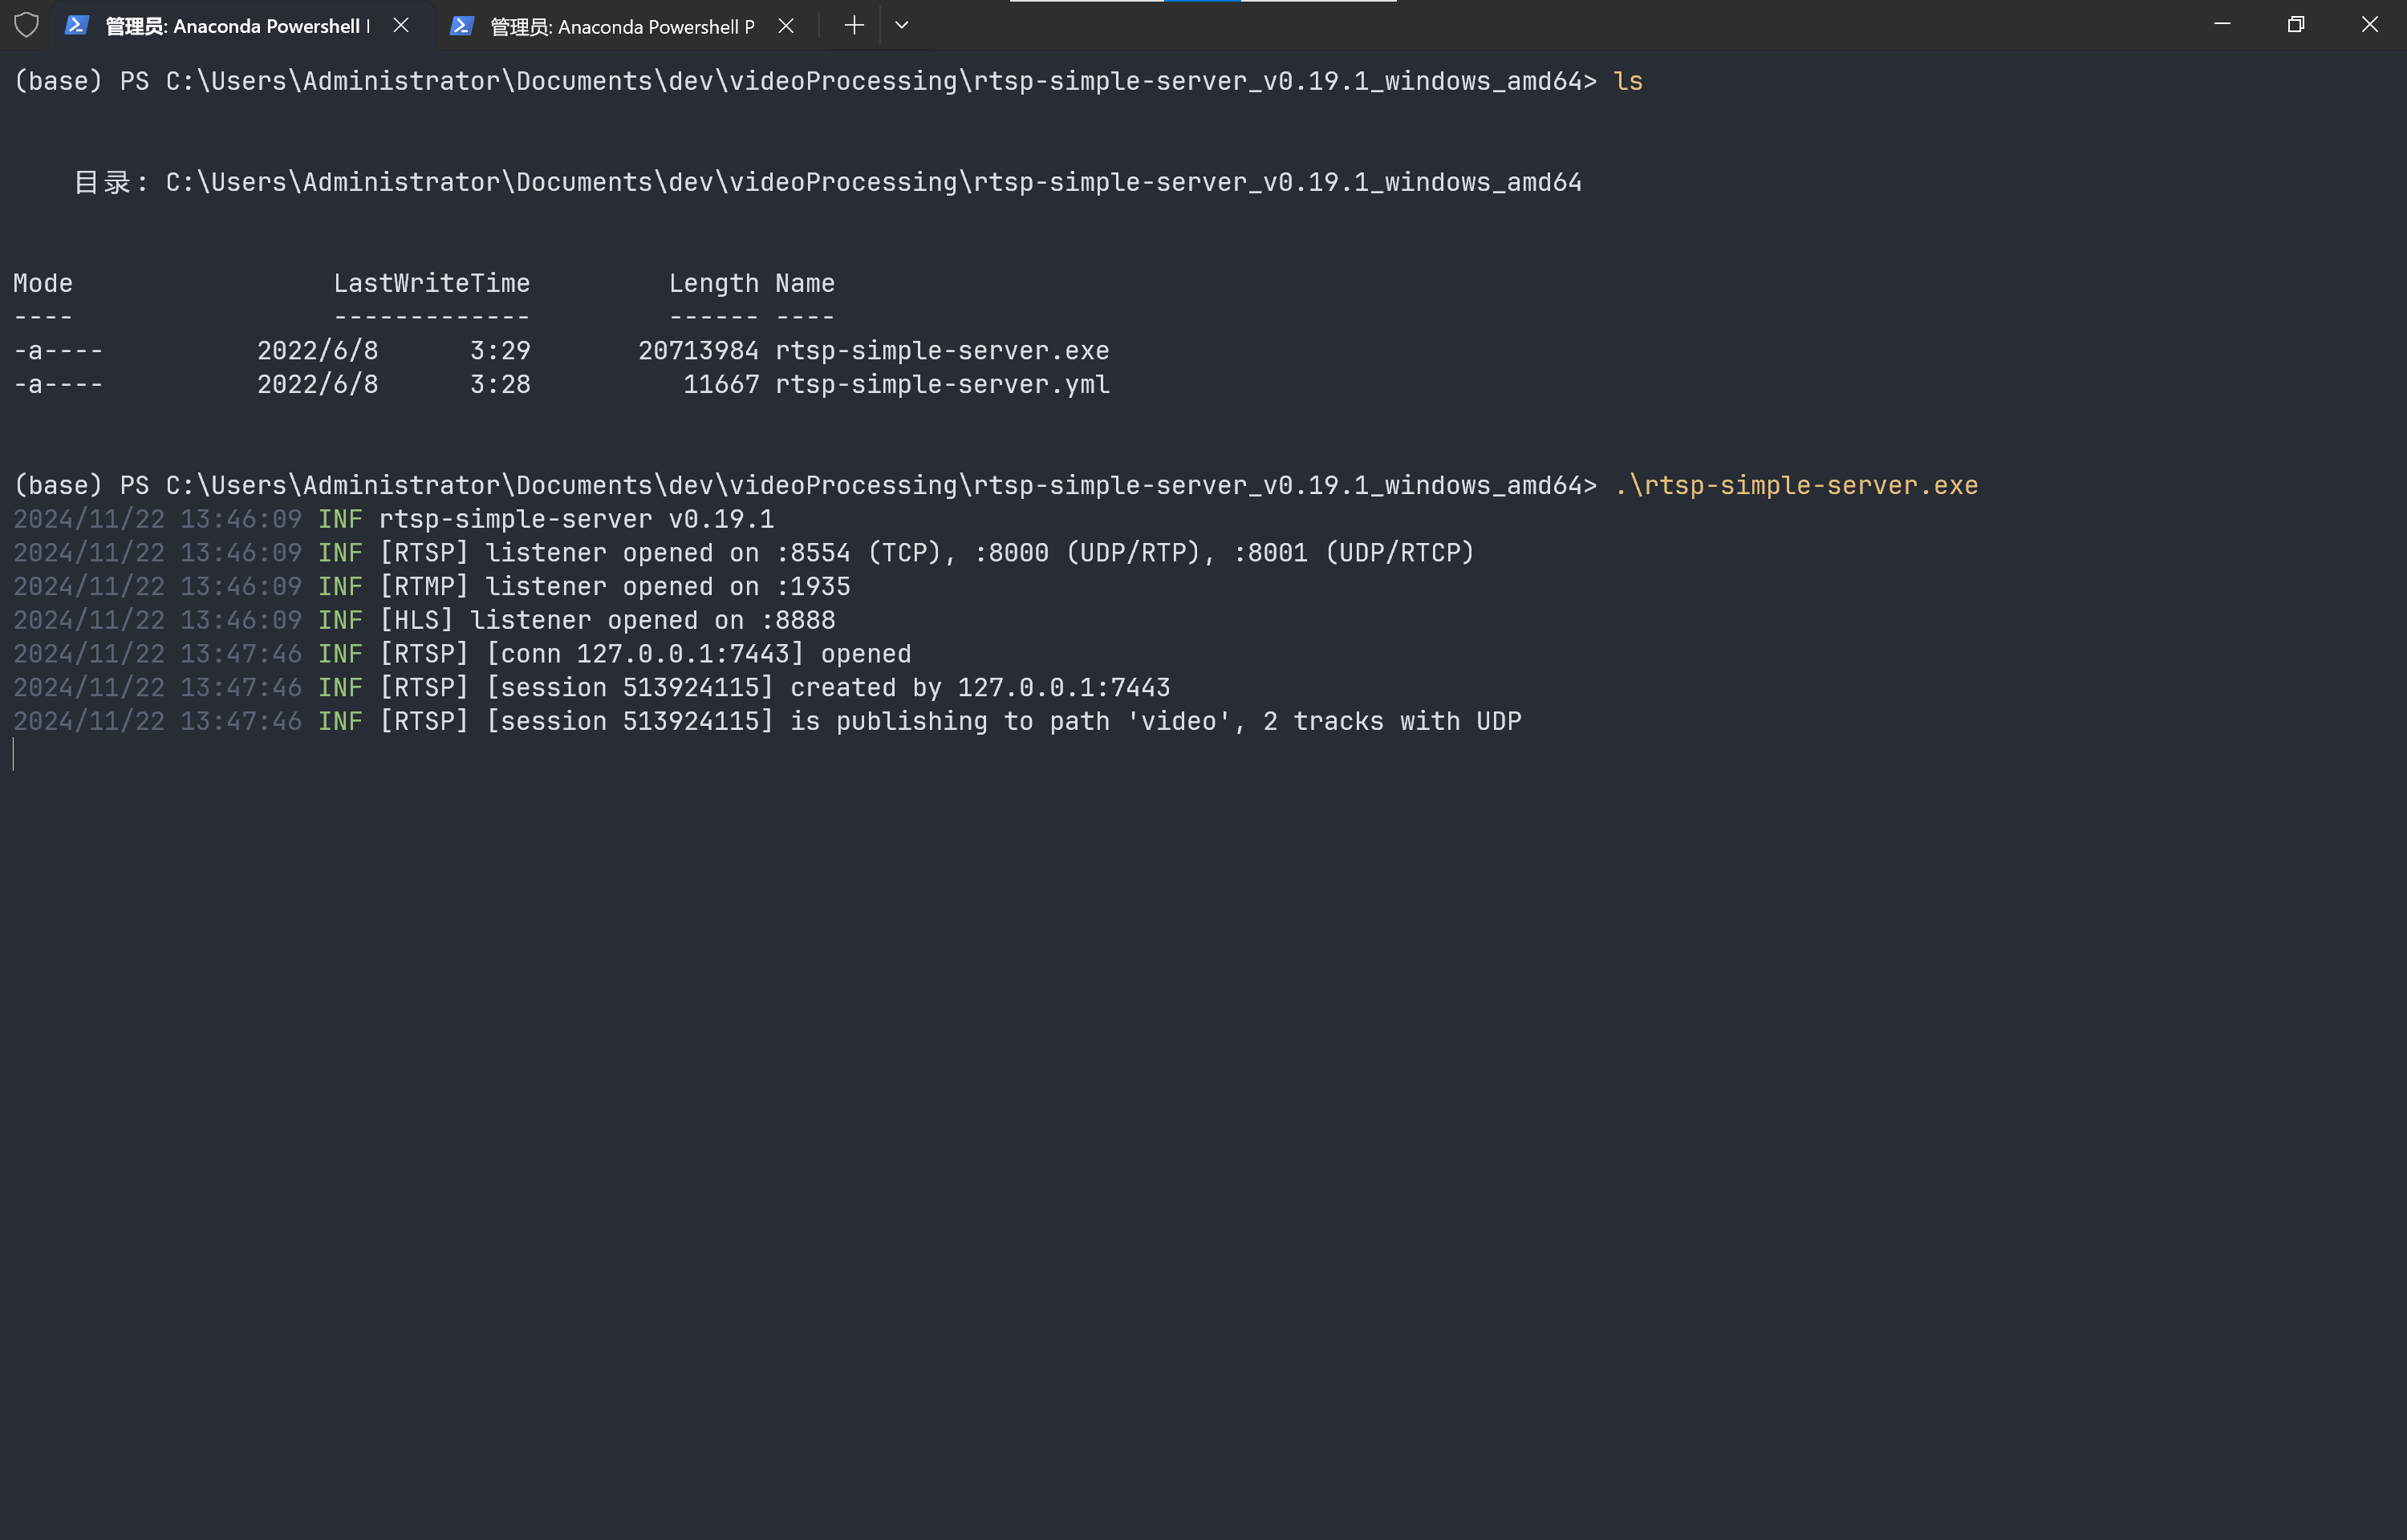 管理员: Anaconda Powershell
管理员: Anaconda Powershell P
(base) PS C:\Users\Administrator\Documents\dev\videoProcessing\rtsp-simple-server_v0.19.1_windows_amd64> ls
目录: C:\Users\Administrator\Documents\dev\videoProcessing\rtsp-simple-server_v0.19.1_windows_amd64
Mode LastWriteTime Length Name
---- ------------- ------ ----
-a---- 2022/6/8 3:29 20713984 rtsp-simple-server.exe
-a---- 2022/6/8 3:28 11667 rtsp-simple-server.yml
(base) PS C:\Users\Administrator\Documents\dev\videoProcessing\rtsp-simple-server_v0.19.1_windows_amd64> .\rtsp-simple-server.exe
2024/11/22 13:46:09 INF rtsp-simple-server v0.19.1
2024/11/22 13:46:09 INF [RTSP] listener opened on :8554 (TCP), :8000 (UDP/RTP), :8001 (UDP/RTCP)
2024/11/22 13:46:09 INF [RTMP] listener opened on :1935
2024/11/22 13:46:09 INF [HLS] listener opened on :8888
2024/11/22 13:47:46 INF [RTSP] [conn 127.0.0.1:7443] opened
2024/11/22 13:47:46 INF [RTSP] [session 513924115] created by 127.0.0.1:7443
2024/11/22 13:47:46 INF [RTSP] [session 513924115] is publishing to path 'video', 2 tracks with UDP